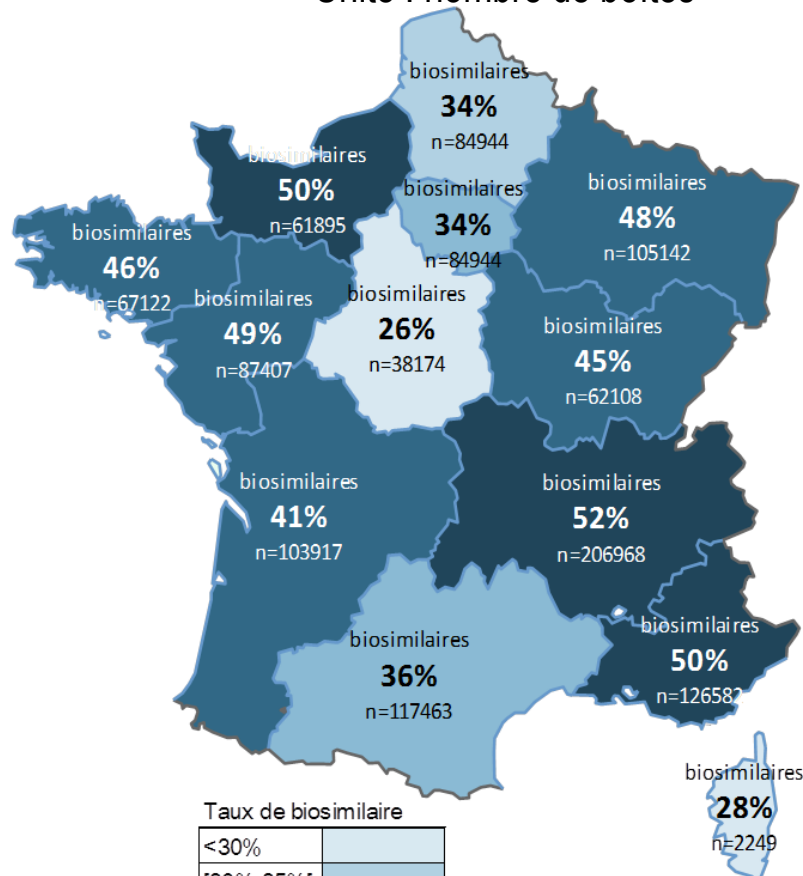 biosimilaires
34%
n=84944
biosimilaires
50%
n=61895
biosimilaires
34%
n=84944
biosimilaires
48%
n=105142
biosimilaires
46%
n=67122
biosimilaires
49%
n=87407
biosimilaires
26%
n=38174
biosimilaires
45%
n=62108
biosimilaires
41%
n=103917
biosimilaires
52%
n=206968
biosimilaires
36%
n=117463
biosimilaires
50%
n=126582
biosimilaires
28%
n=2249
Taux de biosimilaire
<30%